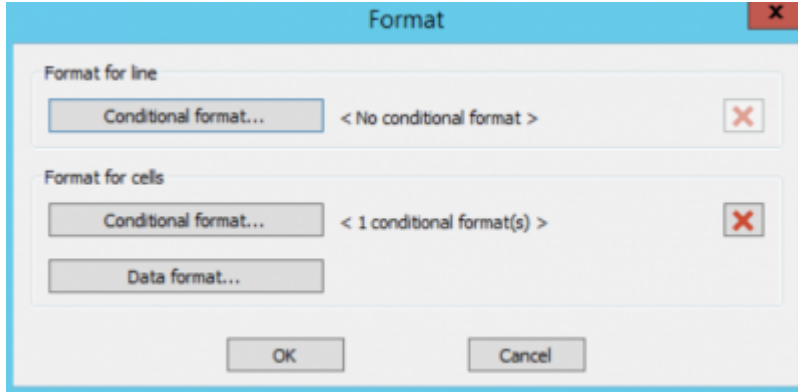 Format
Format for line
Conditional format...
< No conditional format >
Format for cells
Conditional format...
< 1 conditional format(s) >
Data format...
OK
Cancel